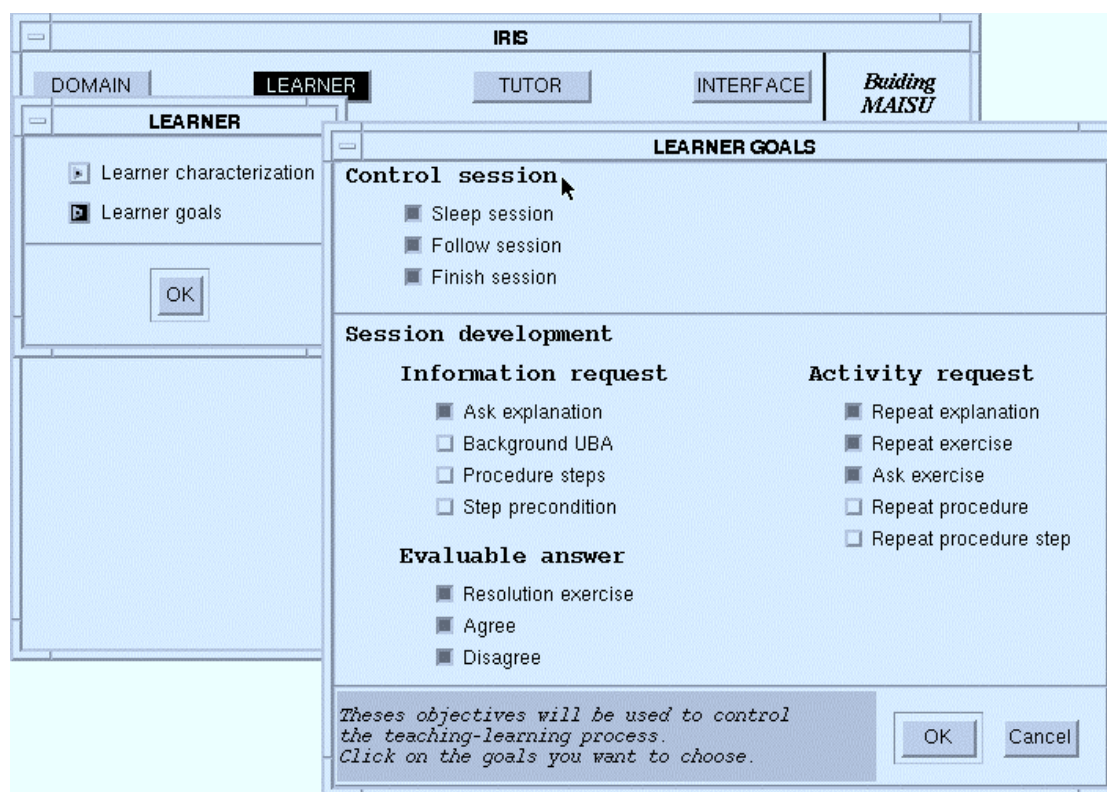 IRIS
DOMAIN
LEARNER
TUTOR
INTERFACE
Buiding
MAISU
LEARNER
Learner characterization
Learner goals
OK
LEARNER GOALS
Control session
Sleep session
Follow session
Finish session
Session development
Information request
Ask explanation
Background UBA
Procedure steps
Step precondition
Evaluable answer
Resolution exercise
Agree
Disagree
Activity request
Repeat explanation
Repeat exercise
Ask exercise
Repeat procedure
Repeat procedure step
Theses objectives will be used to control
the teaching-learning process.
Click on the goals you want to choose.
OK
Cancel